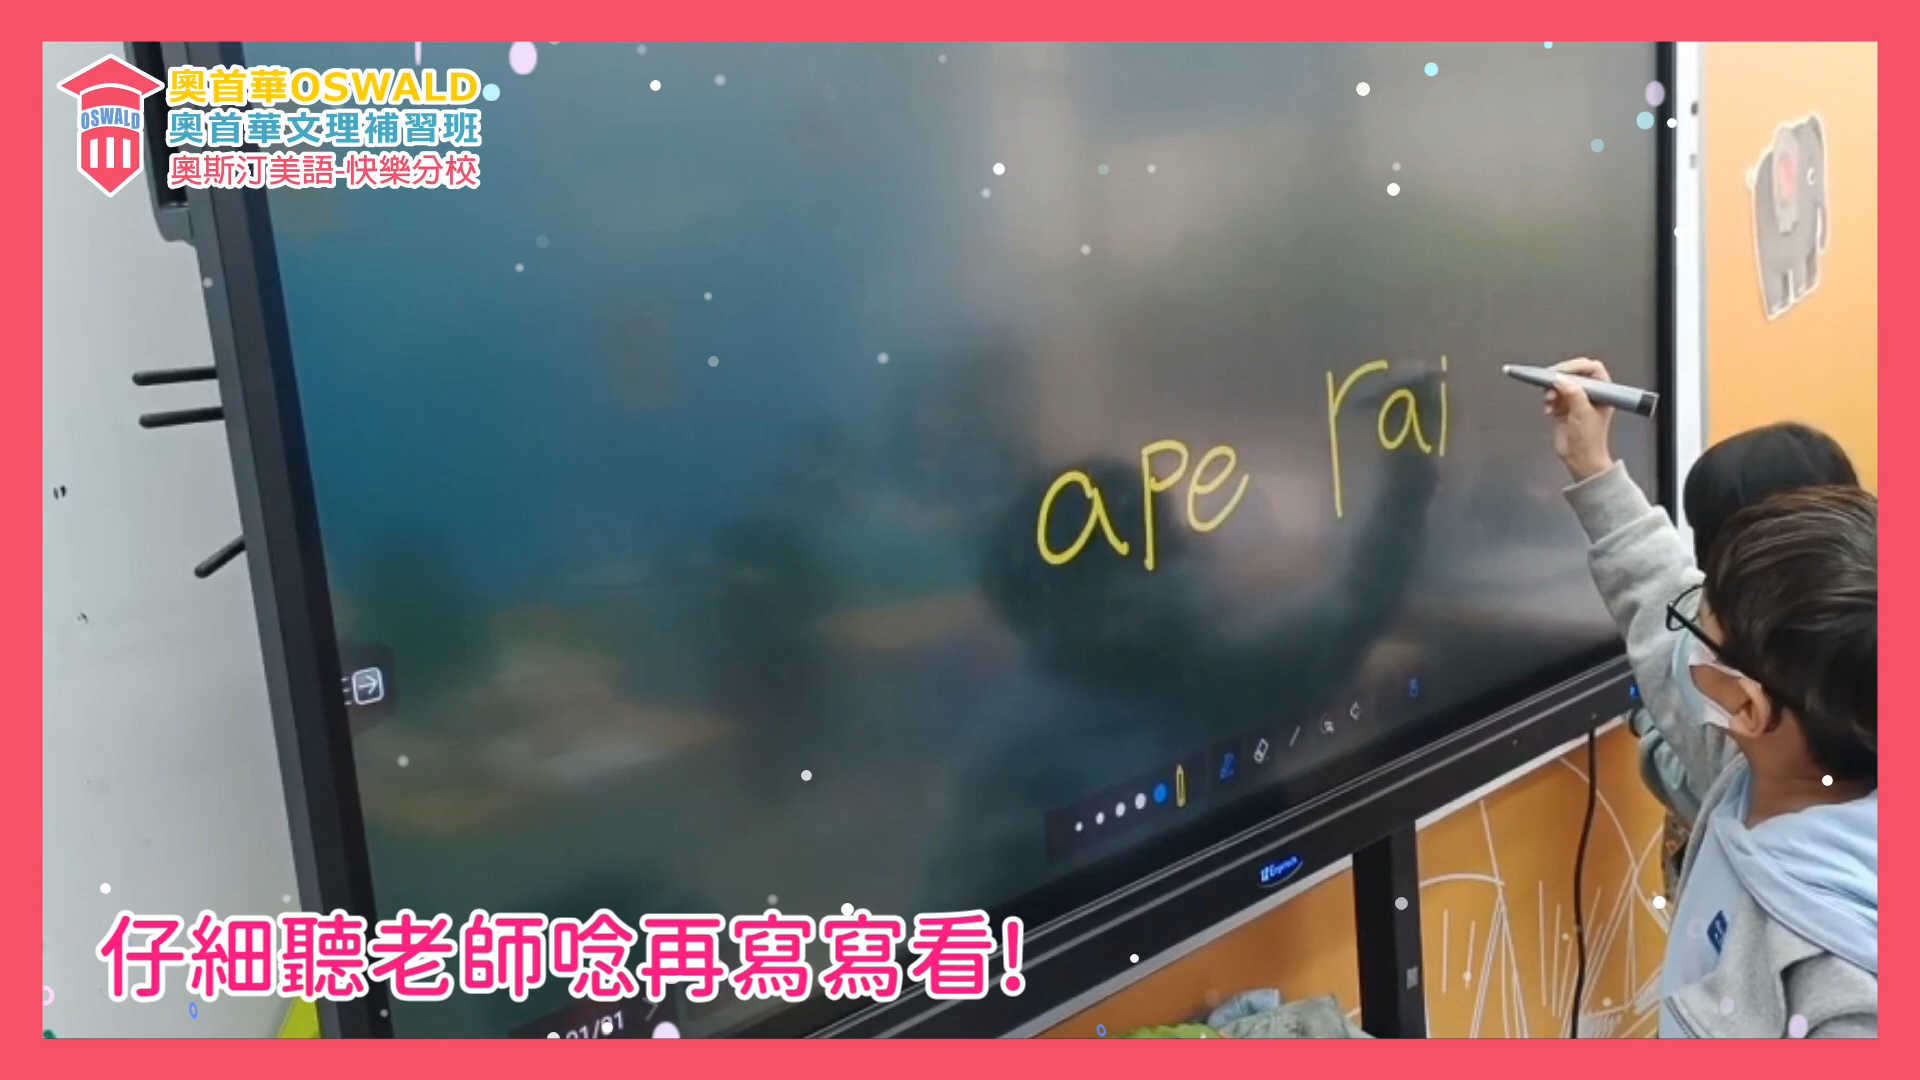 奧首華OSWALD
奧首華文理補習班
奧斯汀美語-快樂分校
OSWALD
ape rai
仔細聽老師唸再寫寫看!
01/01